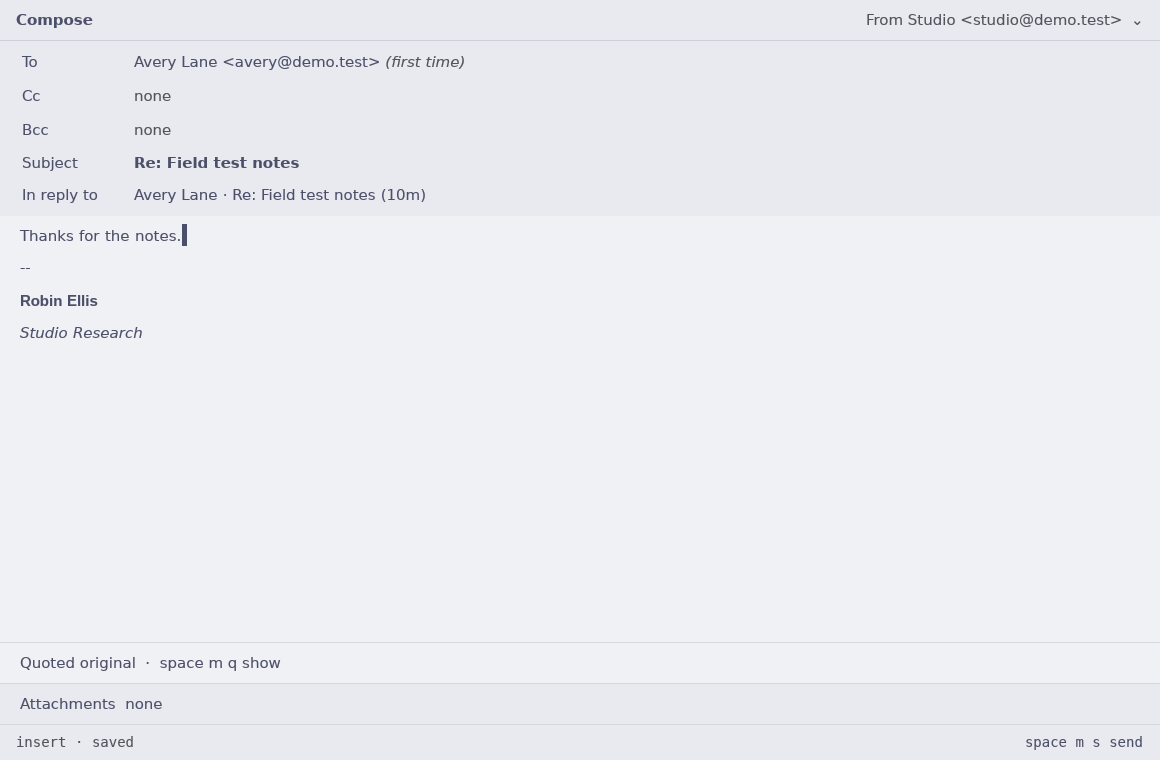 Compose
From Studio <studio@demo.test> ⌄
To Avery Lane <avery@demo.test> (first time)
Cc none
Bcc none
Subject Re: Field test notes
In reply to Avery Lane · Re: Field test notes (10m)
Thanks for the notes.
--
Robin Ellis
Studio Research
Quoted original · space m q show
Attachments none
insert · saved
space m s send